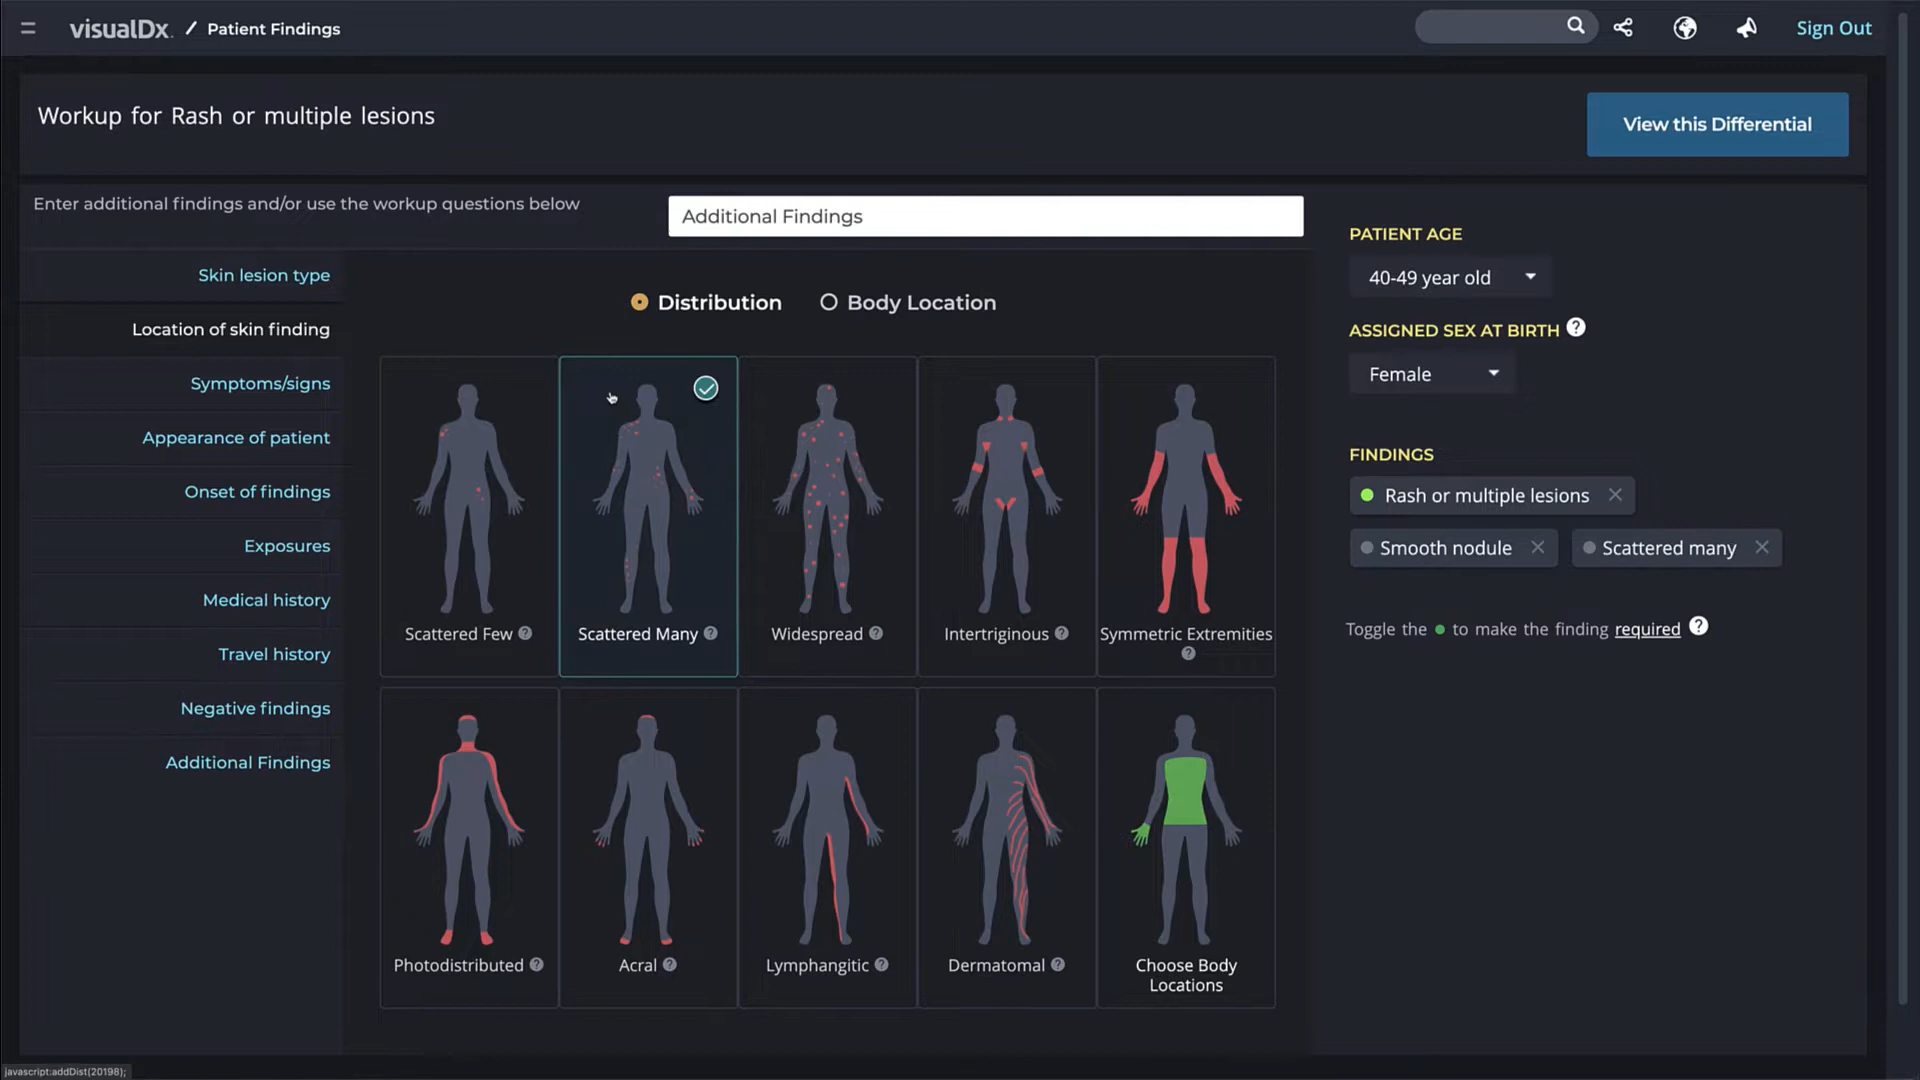 visualDx. / Patient Findings
Sign Out
Workup for Rash or multiple lesions
View this Differential
Enter additional findings and/or use the workup questions below
Additional Findings
Skin lesion type
Location of skin finding
Symptoms/signs
Appearance of patient
Onset of findings
Exposures
Medical history
Travel history
Negative findings
Additional Findings
Distribution
Body Location
Scattered Few ?
Scattered Many ?
Widespread ?
Intertriginous ?
Symmetric Extremities
?
Photodistributed ?
Acral ?
Lymphangitic ?
Dermatomal ?
Choose Body
Locations
PATIENT AGE
40-49 year old
ASSIGNED SEX AT BIRTH ?
Female
FINDINGS
Rash or multiple lesions
Smooth nodule
Scattered many
Toggle the to make the finding required ?
javascript:addDist(20198);